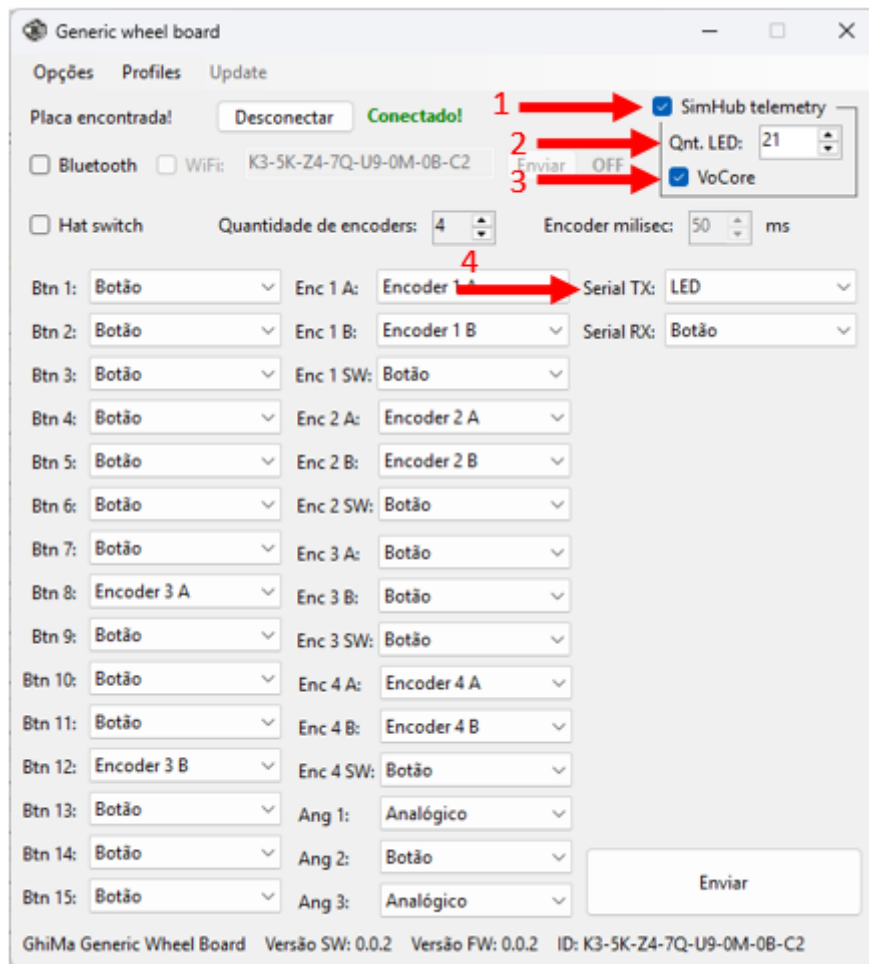 Generic wheel board
Opções Profiles Update
Placa encontrada! Desconectar Conectado! 1 SimHub telemetry
2 Qnt. LED: 21
Bluetooth WiFi: K3-5K-Z4-7Q-U9-0M-0B-C2 Enviar OFF 3 VoCore
Hat switch Quantidade de encoders: 4 Encoder milisec: 50 ms
4
Btn 1: Botão Enc 1 A: Encoder 1 A Serial TX: LED
Btn 2: Botão Enc 1 B: Encoder 1 B Serial RX: Botão
Btn 3: Botão Enc 1 SW: Botão
Btn 4: Botão Enc 2 A: Encoder 2 A
Btn 5: Botão Enc 2 B: Encoder 2 B
Btn 6: Botão Enc 2 SW: Botão
Btn 7: Botão Enc 3 A: Botão
Btn 8: Encoder 3 A Enc 3 B: Botão
Btn 9: Botão Enc 3 SW: Botão
Btn 10: Botão Enc 4 A: Encoder 4 A
Btn 11: Botão Enc 4 B: Encoder 4 B
Btn 12: Encoder 3 B Enc 4 SW: Botão
Btn 13: Botão Ang 1: Analógico
Btn 14: Botão Ang 2: Botão
Btn 15: Botão Ang 3: Analógico
Enviar
GhiMa Generic Wheel Board Versão SW: 0.0.2 Versão FW: 0.0.2 ID: K3-5K-Z4-7Q-U9-0M-0B-C2